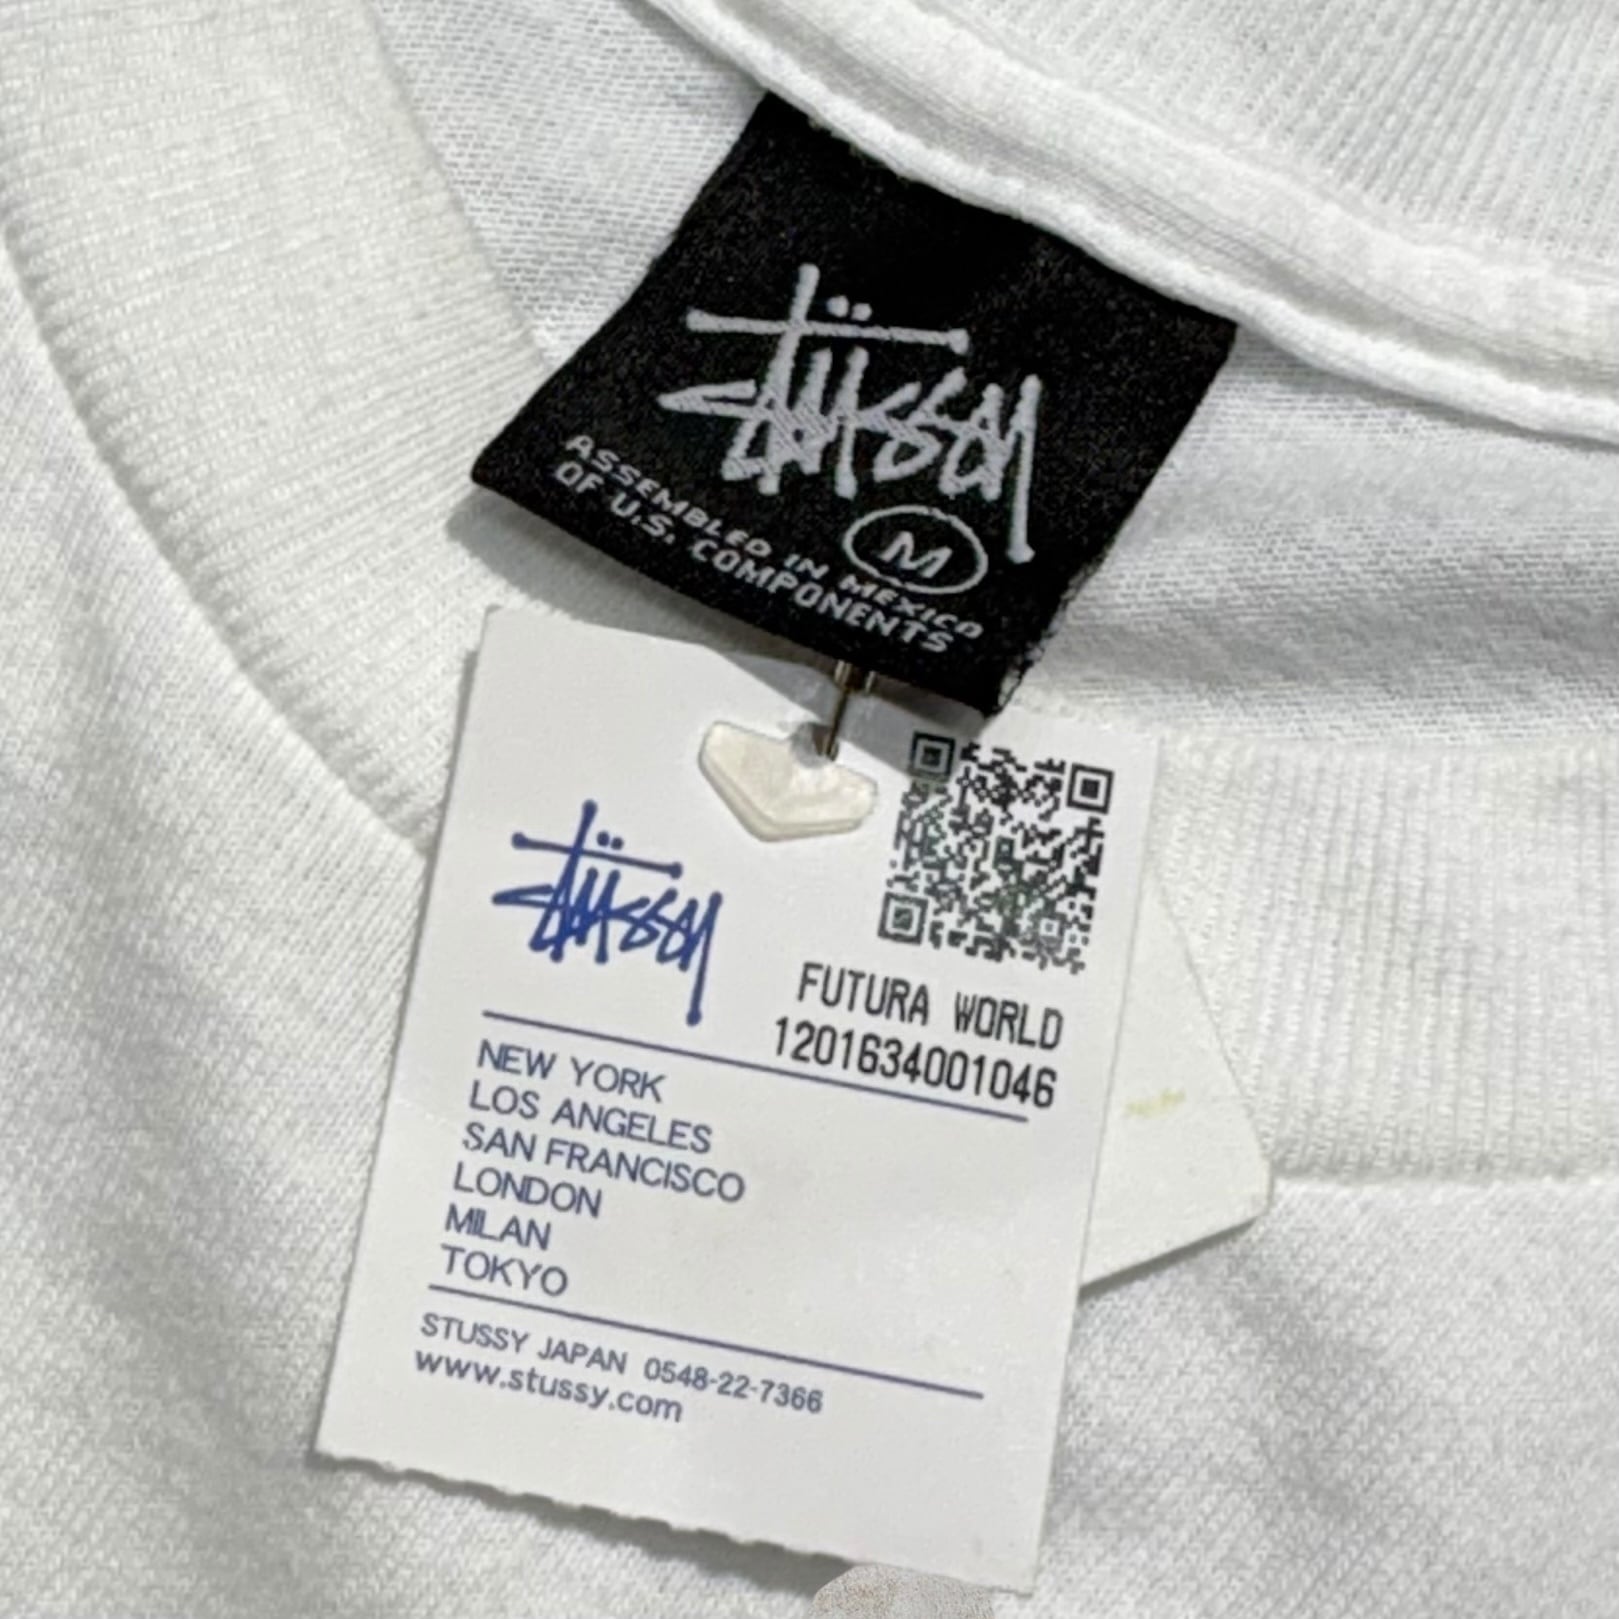 Stüssy
M
ASSEMBLED IN MEXICO
OF U.S. COMPONENTS
Stüssy
FUTURA WORLD
1201634001046
NEW YORK
LOS ANGELES
SAN FRANCISCO
LONDON
MILAN
TOKYO
STUSSY JAPAN 0548-22-7366
www.stussy.com